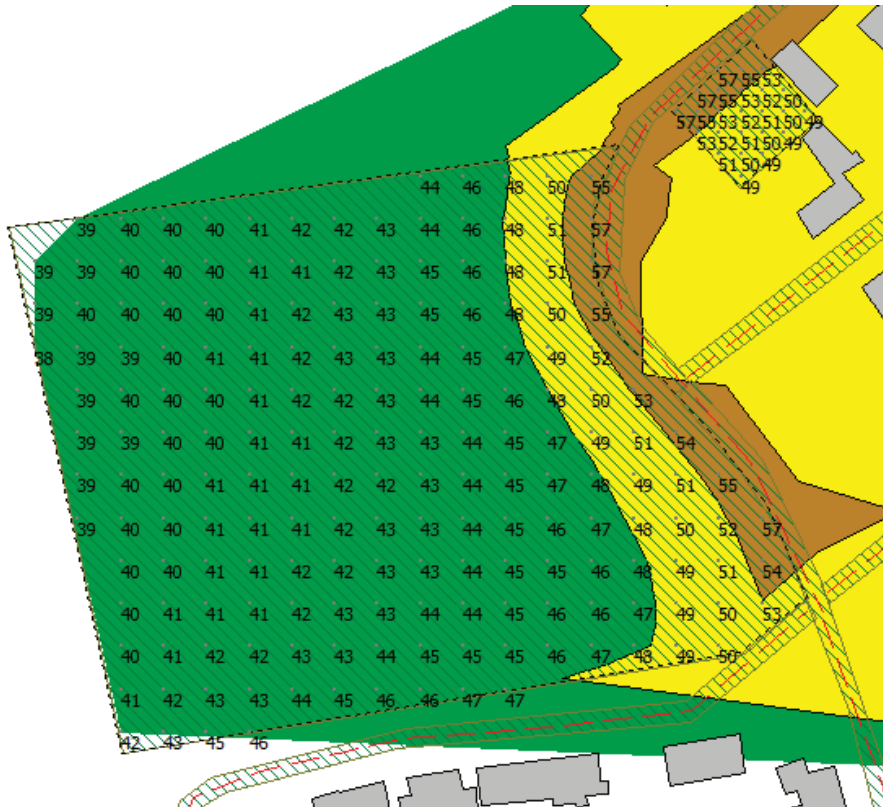 57 55 53
57 55 53 52 50
57 55 53 52 51 50 49
53 52 51 50 49
51 50 49
44 46 48 50 55 49
39 40 40 40 41 42 42 43 44 46 48 51 57
39 39 40 40 40 41 41 42 43 45 46 48 51 57
39 40 40 40 40 41 42 43 43 45 46 48 50 55
38 39 39 40 41 41 42 43 43 44 45 47 49 52
39 40 40 40 41 42 42 43 44 45 46 48 50 53
39 39 40 40 41 41 42 43 43 44 45 47 49 51 54
39 40 40 41 41 41 42 42 43 44 45 47 48 49 51 55
39 40 40 41 41 42 42 43 43 44 45 46 47 48 50 52 57
40 40 41 41 42 42 43 43 44 45 45 46 48 49 51 54
40 41 41 41 42 42 43 44 44 45 46 46 47 49 50 53
40 41 42 42 43 43 44 45 45 45 46 47 48 49 50
41 42 43 43 44 45 46 46 47 47
42 43 45 46